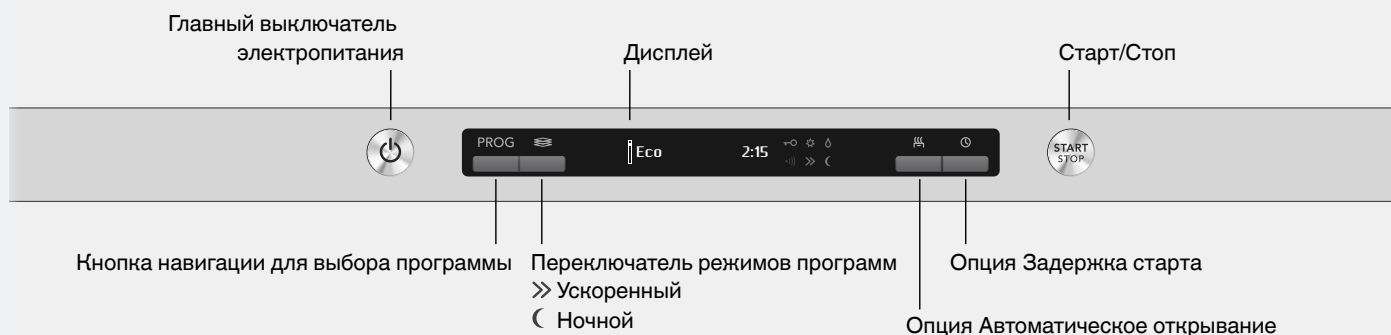 Главный выключатель
электропитания
Дисплей
Старт/Стоп
PROG
Eco
2:15
START
STOP
Кнопка навигации для выбора программы
Переключатель режимов программ
Ускоренный
Ночной
Опция Задержка старта
Опция Автоматическое открывание